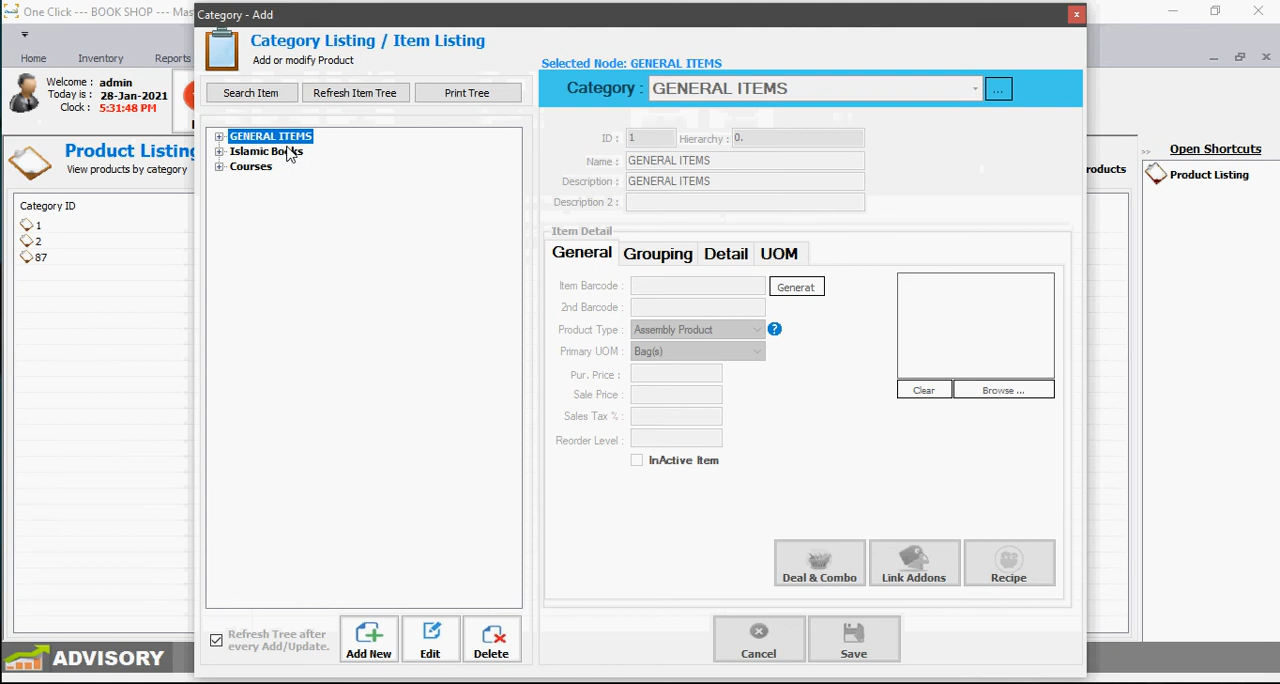 One Click --- BOOK SHOP --- Mas
Category - Add
Home
Inventory
Reports
Category Listing / Item Listing
Add or modify Product
Selected Node: GENERAL ITEMS
Welcome : admin
Today is : 28-Jan-2021
Clock : 5:31:48 PM
Search Item
Refresh Item Tree
Print Tree
Category : GENERAL ITEMS
...
GENERAL ITEMS
Islamic Books
Courses
ID : 1 Hierarchy : 0.
Name : GENERAL ITEMS
Description : GENERAL ITEMS
Description 2 :
Product Listing
View products by category
Category ID
1
2
87
Item Detail
General
Grouping
Detail
UOM
Item Barcode :
Generat
2nd Barcode :
Product Type : Assembly Product
?
Primary UOM : Bag(s)
Pur. Price :
Sale Price :
Sales Tax % :
Reorder Level :
InActive Item
Clear
Browse ...
Deal & Combo
Link Addons
Recipe
Refresh Tree after
every Add/Update.
Add New
Edit
Delete
Cancel
Save
roducts
>>
Open Shortcuts
Product Listing
ADVISORY